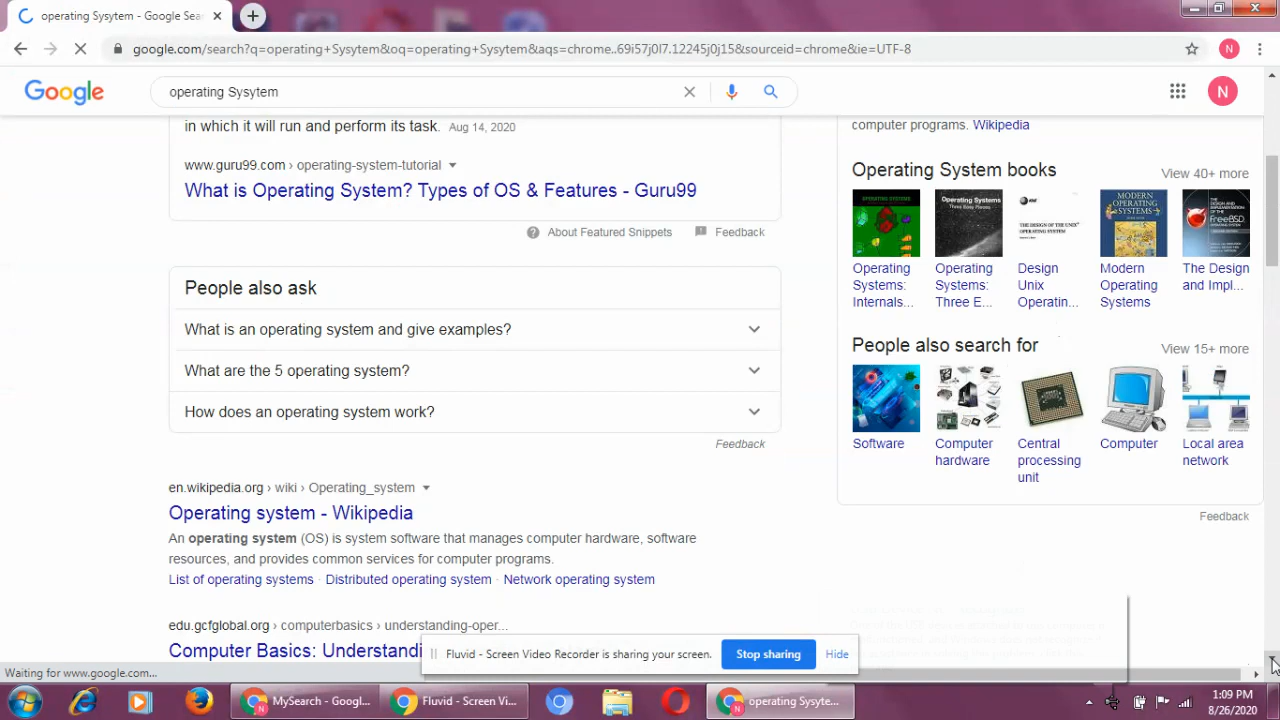 operating Sysytem - Google Sea
google.com/search?q=operating+Sysytem&oq=operating+Sysytem&aqs=chrome..69i57j0l7.12245j0j15&sourceid=chrome&ie=UTF-8
N
Google
operating Sysytem
N
in which it will run and perform its task. Aug 14, 2020
www.guru99.com › operating-system-tutorial
What is Operating System? Types of OS & Features - Guru99
About Featured Snippets
Feedback
People also ask
What is an operating system and give examples?
What are the 5 operating system?
How does an operating system work?
Feedback
en.wikipedia.org › wiki › Operating_system
Operating system - Wikipedia
An operating system (OS) is system software that manages computer hardware, software
resources, and provides common services for computer programs.
List of operating systems · Distributed operating system · Network operating system
edu.gcfglobal.org › computerbasics › understanding-oper...
Computer Basics: Understandi
computer programs. Wikipedia
Operating System books
View 40+ more
Operating Systems: Internals...
Operating Systems: Three E...
Design Unix Operatin...
Modern Operating Systems
The Design and Impl...
People also search for
View 15+ more
Software
Computer hardware
Central processing unit
Computer
Local area network
Feedback
Fluvid - Screen Video Recorder is sharing your screen.
Stop sharing
Hide
Waiting for www.google.com...
MySearch - Googl...
Fluvid - Screen Vi...
operating Sysyte...
1:09 PM
8/26/2020